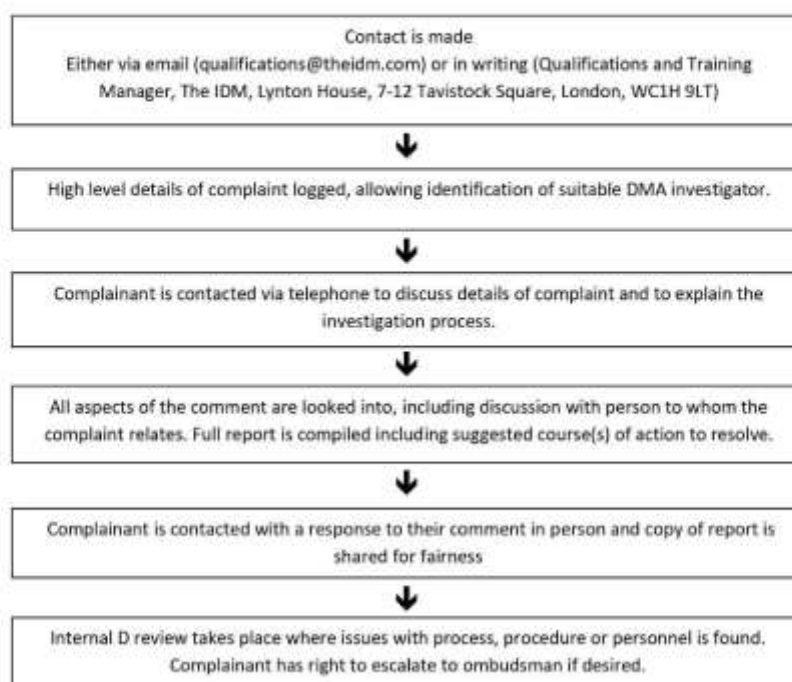 Contact is made
Either via email (qualifications@theidm.com) or in writing (Qualifications and Training
Manager, The IDM, Lynton House, 7-12 Tavistock Square, London, WC1H 9LT)
High level details of complaint logged, allowing identification of suitable DMA investigator.
Complainant is contacted via telephone to discuss details of complaint and to explain the
investigation process.
All aspects of the comment are looked into, including discussion with person to whom the
complaint relates. Full report is compiled including suggested course(s) of action to resolve.
Complainant is contacted with a response to their comment in person and copy of report is
shared for fairness
Internal D review takes place where issues with process, procedure or personnel is found.
Complainant has right to escalate to ombudsman if desired.